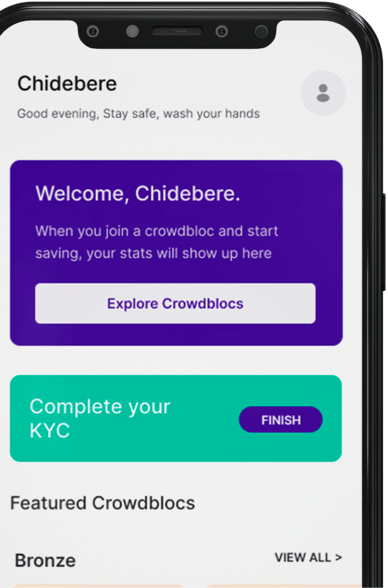 Chidebere
Good evening, Stay safe, wash your hands
Welcome, Chidebere.
When you join a crowdbloc and start
saving, your stats will show up here
Explore Crowdblocs
Complete your
KYC
FINISH
Featured Crowdblocs
Bronze
VIEW ALL >